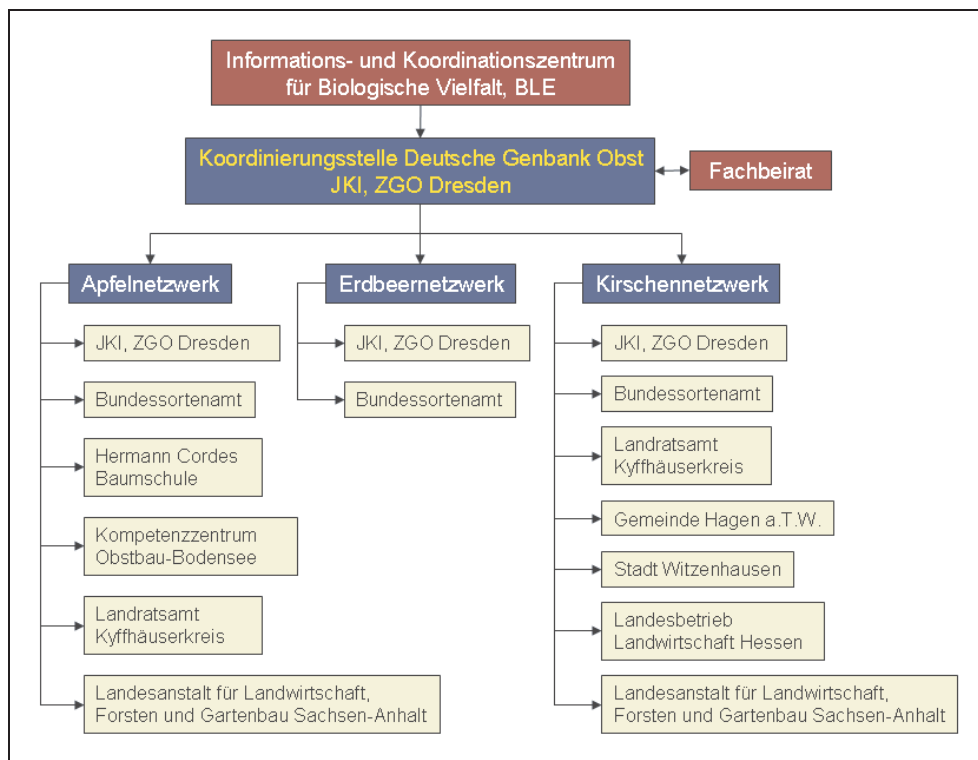 Informations- und Koordinationszentrum
für Biologische Vielfalt, BLE
Koordinierungsstelle Deutsche Genbank Obst
JKI, ZGO Dresden
Fachbeirat
Apfelnetzwerk
JKI, ZGO Dresden
Bundessortenamt
Hermann Cordes
Baumschule
Kompetenzzentrum
Obstbau-Bodensee
Landratsamt
Kyffhäuserkreis
Landesanstalt für Landwirtschaft,
Forsten und Gartenbau Sachsen-Anhalt
Erdbeernetzwerk
JKI, ZGO Dresden
Bundessortenamt
Kirschennetzwerk
JKI, ZGO Dresden
Bundessortenamt
Landratsamt
Kyffhäuserkreis
Gemeinde Hagen a.T.W.
Stadt Witzenhausen
Landesbetrieb
Landwirtschaft Hessen
Landesanstalt für Landwirtschaft,
Forsten und Gartenbau Sachsen-Anhalt